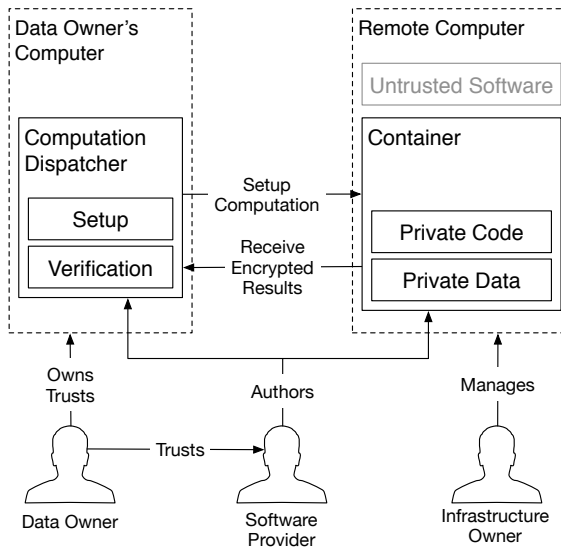 Data Owner's
Computer
Computation
Dispatcher
Setup
Verification
Setup
Computation
Receive
Encrypted
Results
Remote Computer
Untrusted Software
Container
Private Code
Private Data
Owns
Trusts
Authors
Manages
Trusts
Data Owner
Software
Provider
Infrastructure
Owner